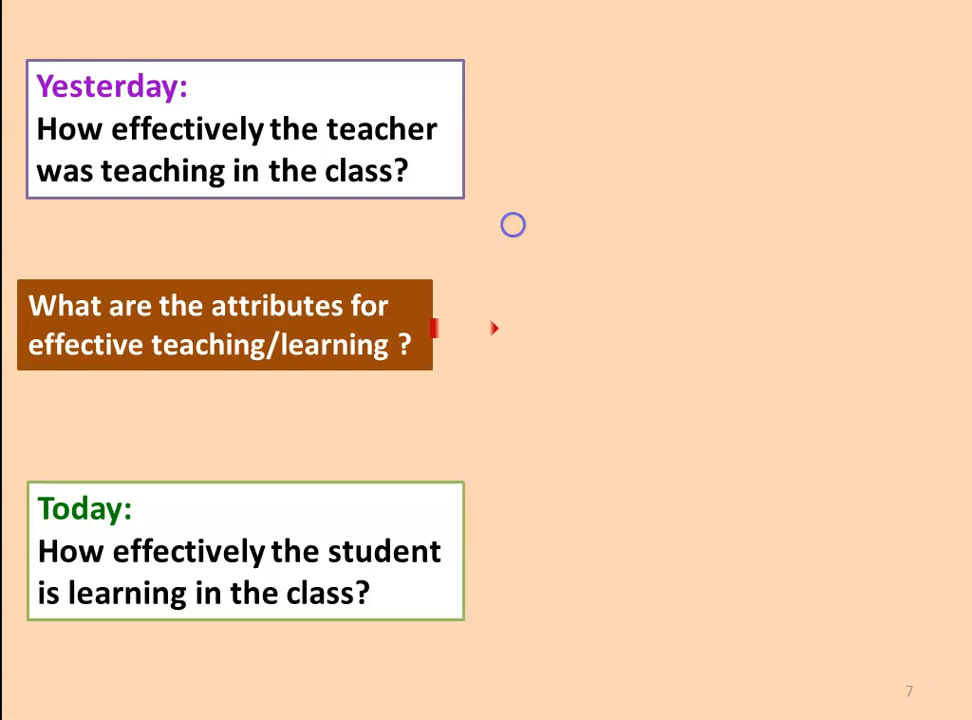 Yesterday:
How effectively the teacher
was teaching in the class?
What are the attributes for
effective teaching/learning ?
Today:
How effectively the student
is learning in the class?
7